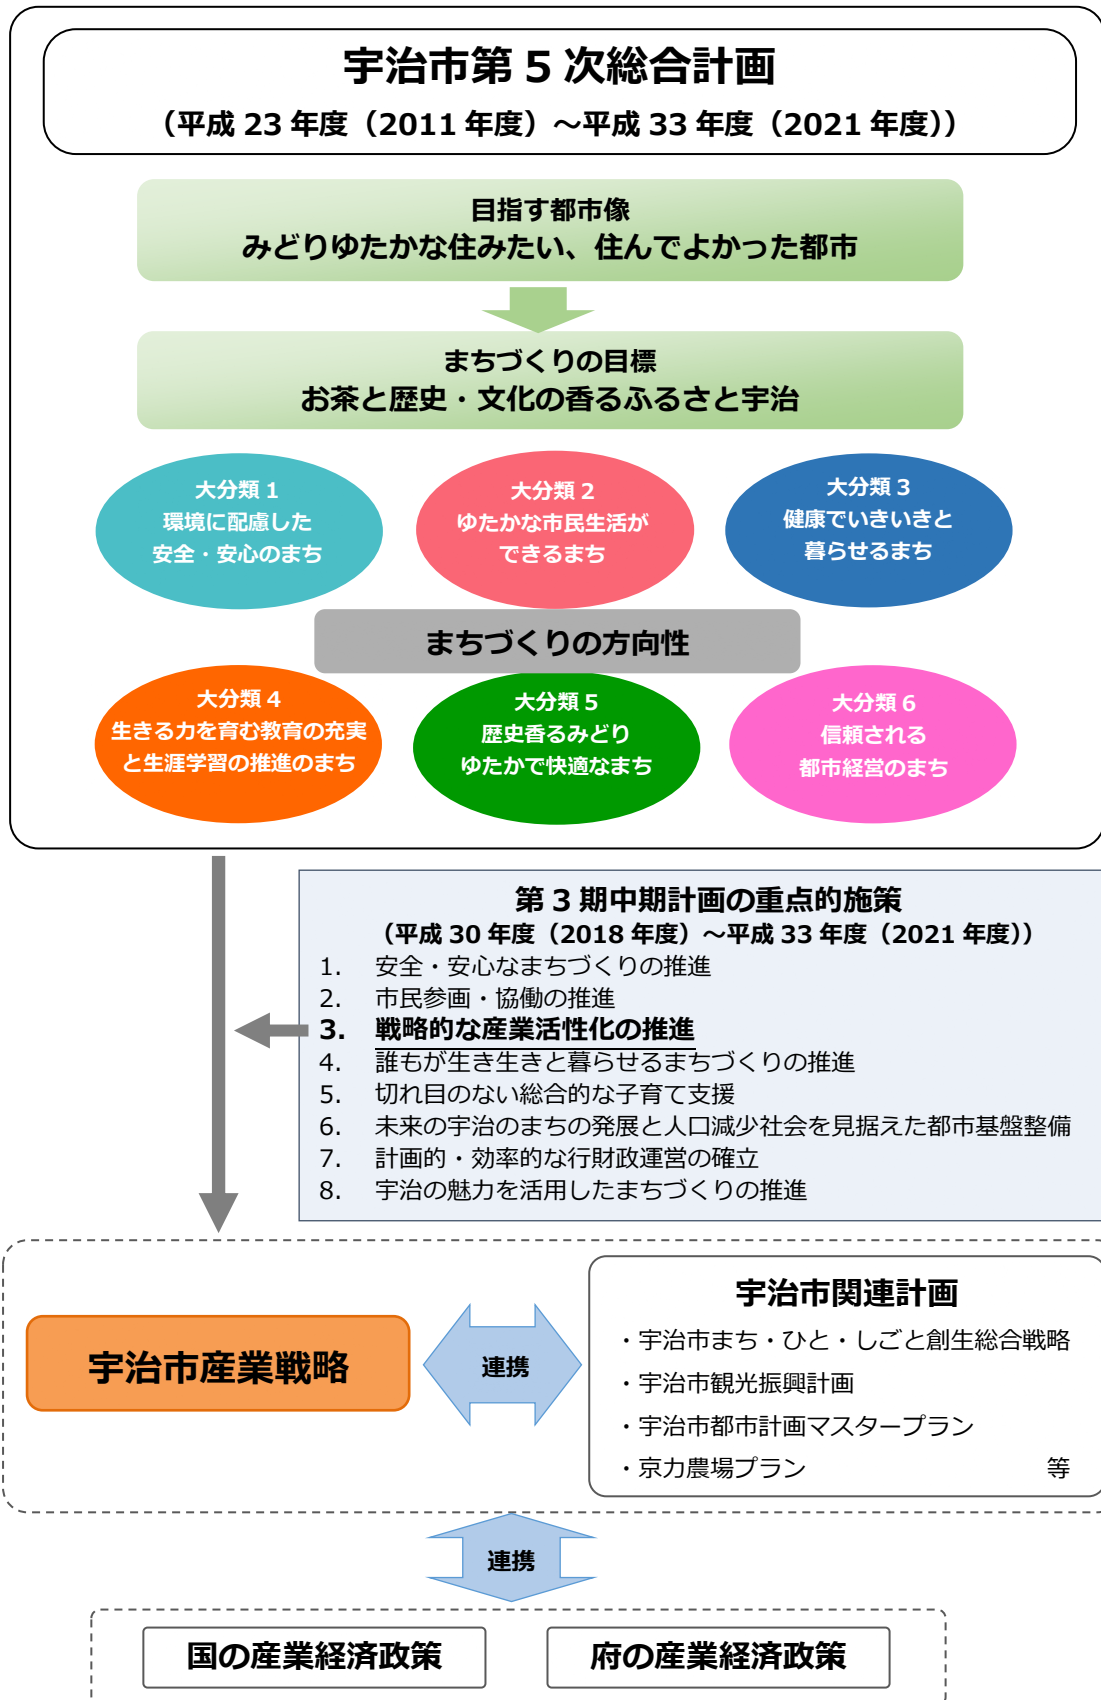 宇治市第 5 次総合計画
（平成 23 年度（2011 年度）～平成 33 年度（2021 年度））
目指す都市像
みどりゆたかな住みたい、住んでよかった都市
まちづくりの目標
お茶と歴史・文化の香るふるさと宇治
大分類 1
環境に配慮した
安全・安心のまち
大分類 2
ゆたかな市民生活が
できるまち
大分類 3
健康でいきいきと
暮らせるまち
まちづくりの方向性
大分類 4
生きる力を育む教育の充実
と生涯学習の推進のまち
大分類 5
歴史香るみどり
ゆたかで快適なまち
大分類 6
信頼される
都市経営のまち
第 3 期中期計画の重点的施策
（平成 30 年度（2018 年度）～平成 33 年度（2021 年度））
1. 安全・安心なまちづくりの推進
2. 市民参画・協働の推進
3. 戦略的な産業活性化の推進
4. 誰もが生き生きと暮らせるまちづくりの推進
5. 切れ目のない総合的な子育て支援
6. 未来の宇治のまちの発展と人口減少社会を見据えた都市基盤整備
7. 計画的・効率的な行財政運営の確立
8. 宇治の魅力を活用したまちづくりの推進
宇治市産業戦略
連携
宇治市関連計画
・宇治市まち・ひと・しごと創生総合戦略
・宇治市観光振興計画
・宇治市都市計画マスタープラン
・京力農場プラン 等
連携
国の産業経済政策
府の産業経済政策